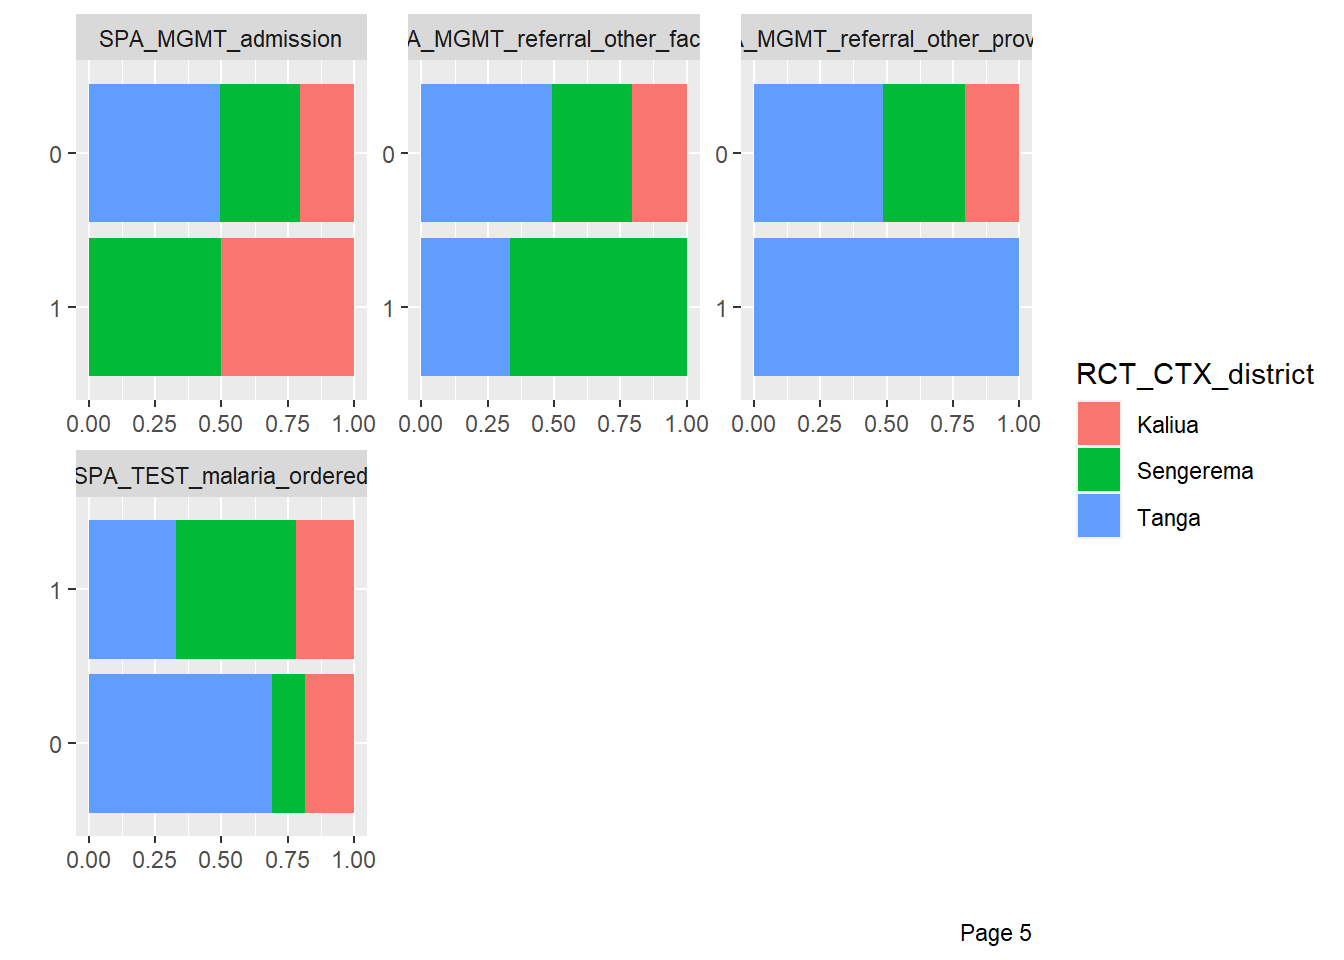 SPA_MGMT_admission
A_MGMT_referral_other_fac
A_MGMT_referral_other_prov
0
1
0
1
0
1
0.00 0.25 0.50 0.75 1.00
0.00 0.25 0.50 0.75 1.00
0.00 0.25 0.50 0.75 1.00
SPA_TEST_malaria_ordered
1
0
0.00 0.25 0.50 0.75 1.00
RCT_CTX_district
Kaliua
Sengerema
Tanga
Page 5